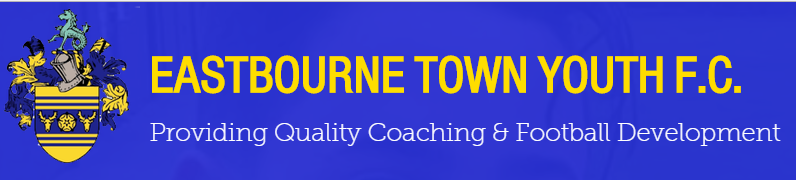 EASTBOURNE TOWN YOUTH F.C.
Providing Quality Coaching & Football Development